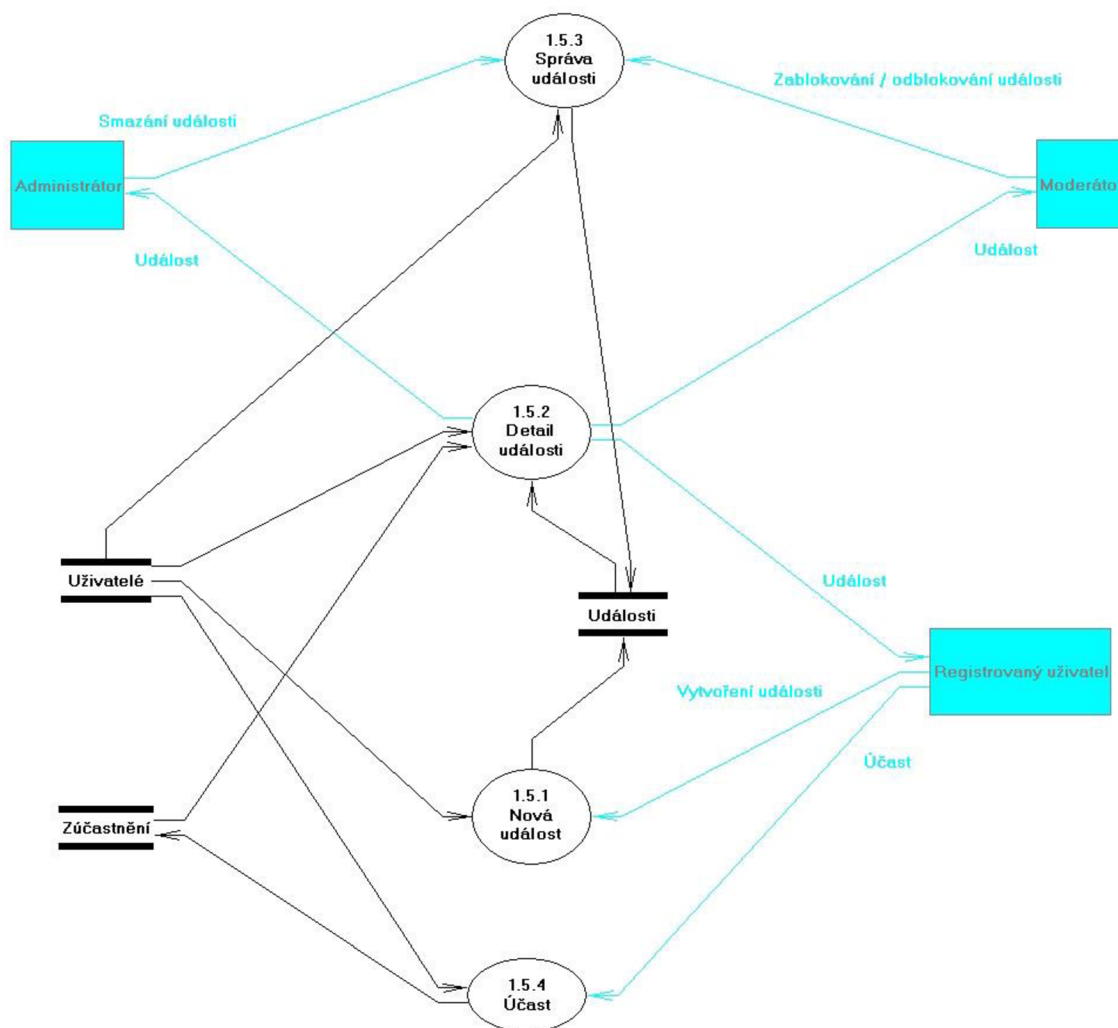 1.5.3
Správa
události
Zablokování / odblokování události
Smazání události
Administrátor
Moderáto
Událost
Událost
1.5.2
Detail
události
Uživatelé
Události
Událost
Registrovaný uživatel
Vytvoření události
Účast
1.5.1
Nová
událost
Zúčastnění
1.5.4
Účast